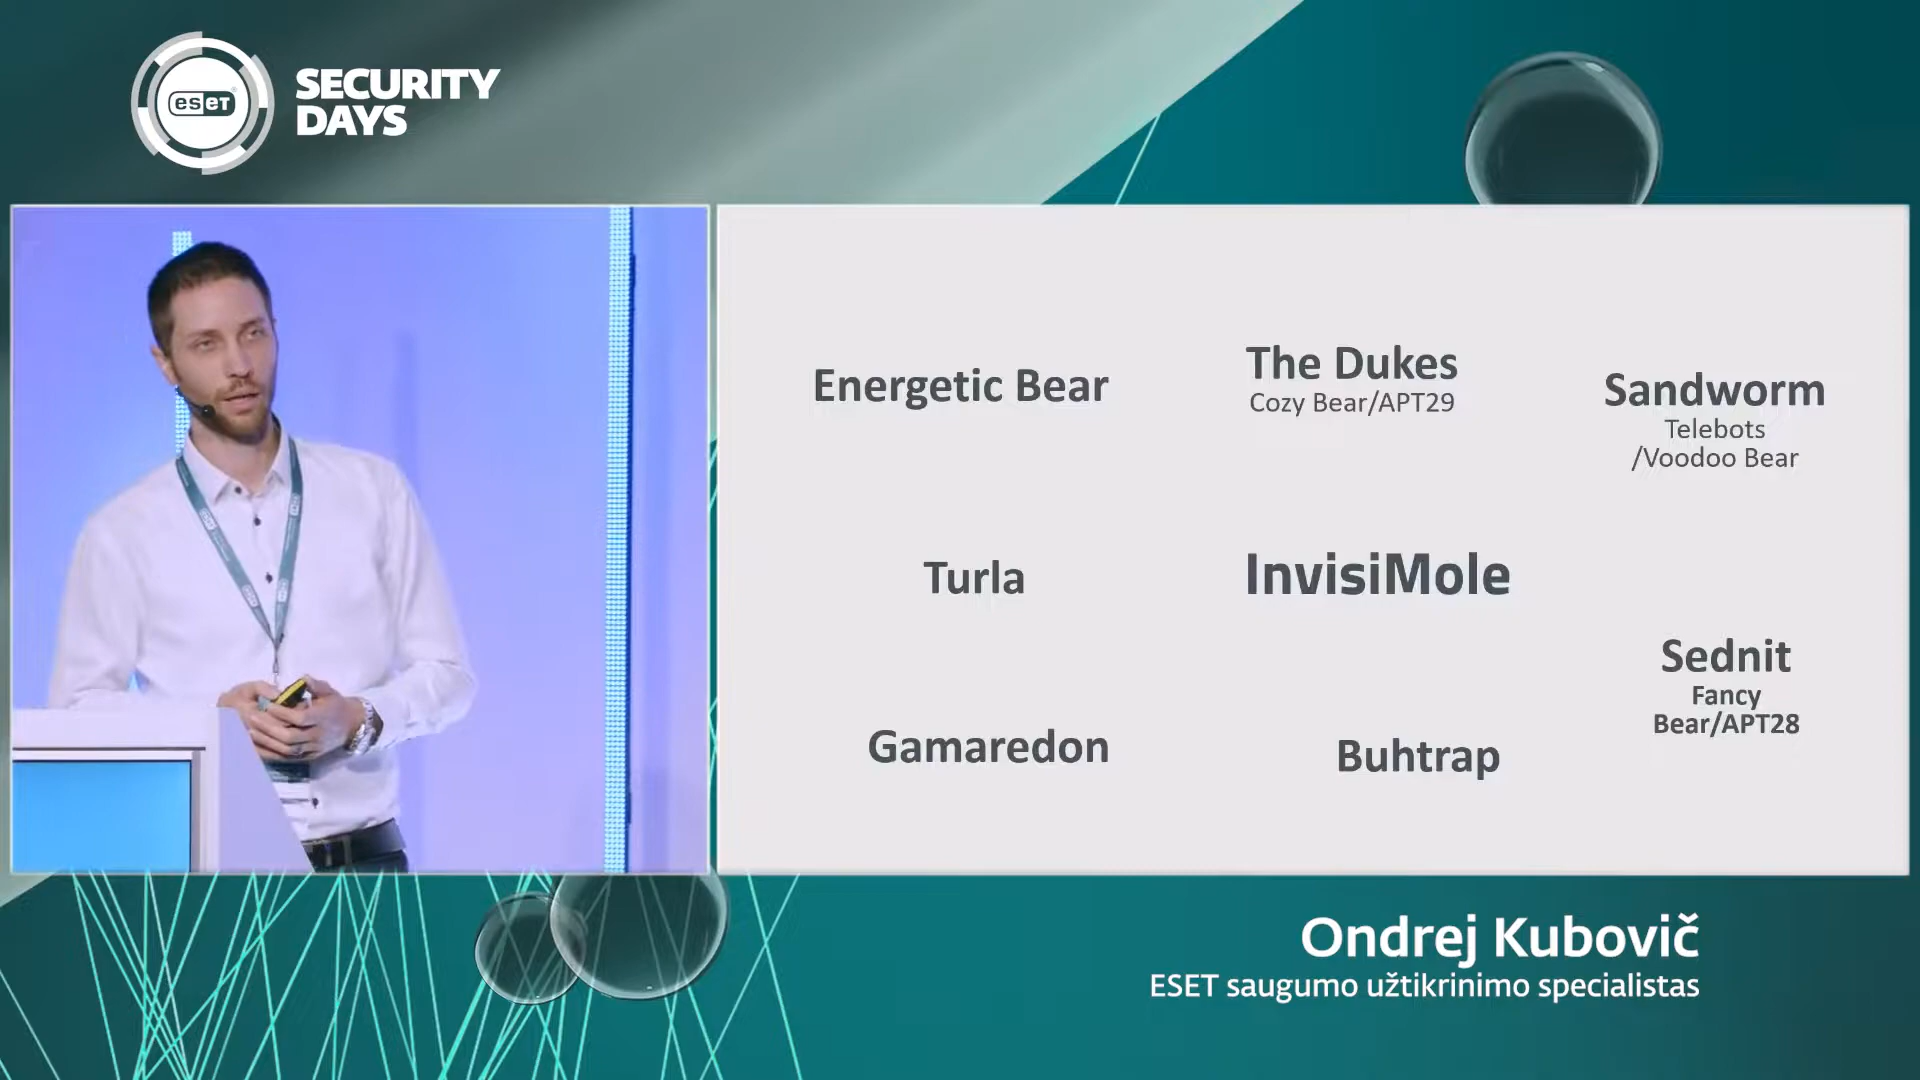 eset
SECURITY
DAYS
Energetic Bear
The Dukes
Cozy Bear/APT29
Sandworm
Telebots
/Voodoo Bear
Turla
InvisiMole
Sednit
Fancy
Bear/APT28
Gamaredon
Buhtrap
Ondrej Kubovič
ESET saugumo užtikrinimo specialistas